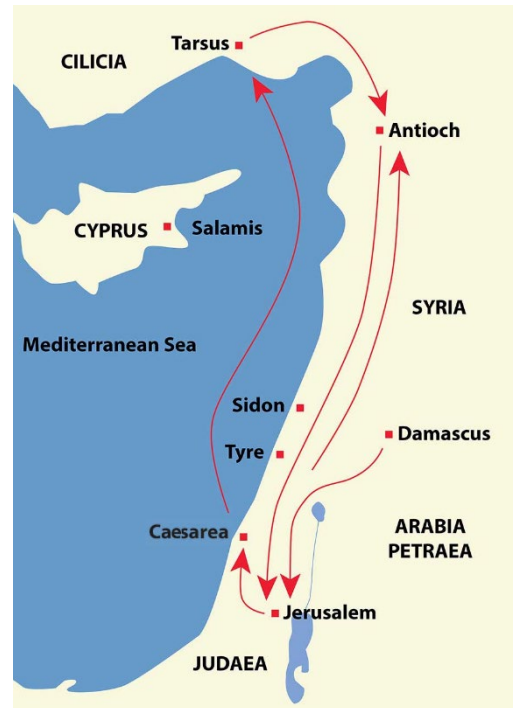 Tarsus
CILICIA
Antioch
CYPRUS
Salamis
SYRIA
Mediterranean Sea
Sidon
Damascus
Tyre
ARABIA
PETRAEA
Caesarea
Jerusalem
JUDAEA